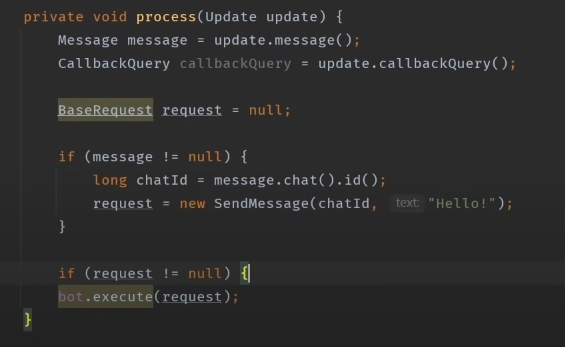 private void process(Update update) {
Message message = update.message();
CallbackQuery callbackQuery = update.callbackQuery();
BaseRequest request = null;
if (message != null) {
long chatId = message.chat().id();
request = new SendMessage(chatId, text: "Hello!");
}
if (request != null) {
bot.execute(request);
}